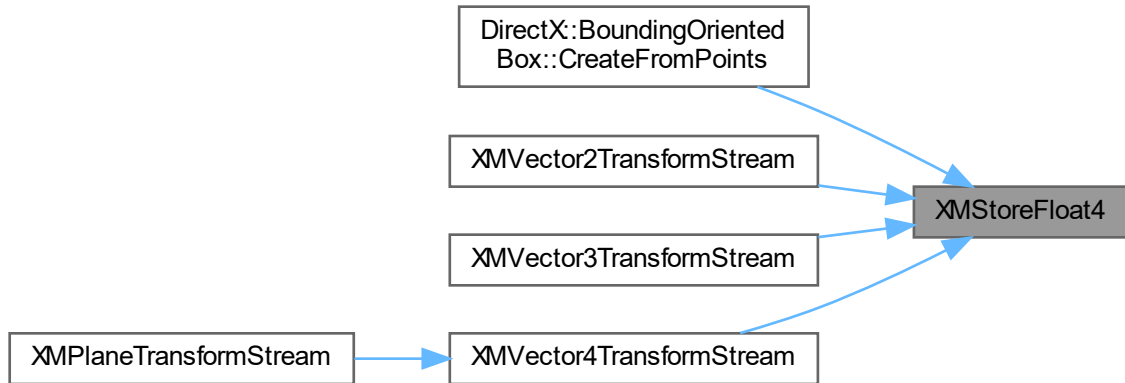 DirectX::BoundingOriented
Box::CreateFromPoints
XMVector2TransformStream
XMStoreFloat4
XMVector3TransformStream
XMPlaneTransformStream
XMVector4TransformStream